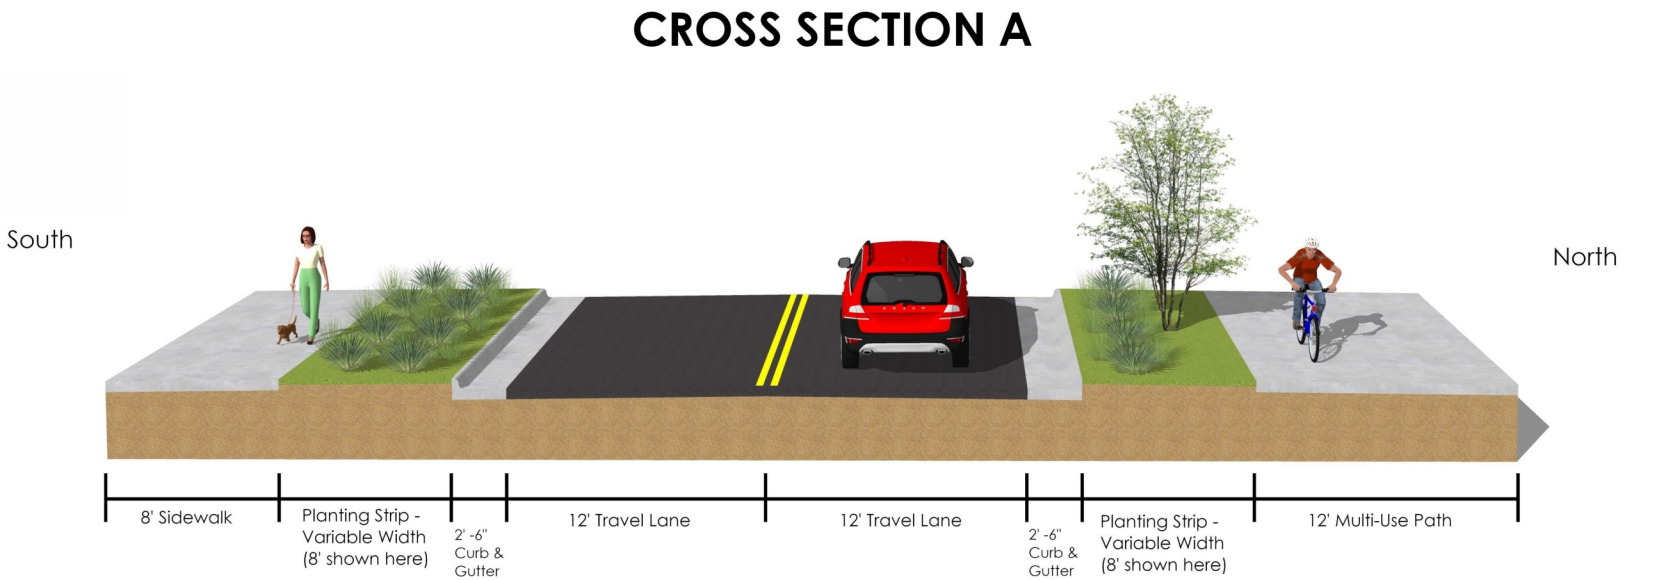 CROSS SECTION A
South
North
8' Sidewalk
Planting Strip -
Variable Width
(8' shown here)
2' -6"
Curb &
Gutter
12' Travel Lane
12' Travel Lane
2' -6"
Curb &
Gutter
Planting Strip -
Variable Width
(8' shown here)
12' Multi-Use Path